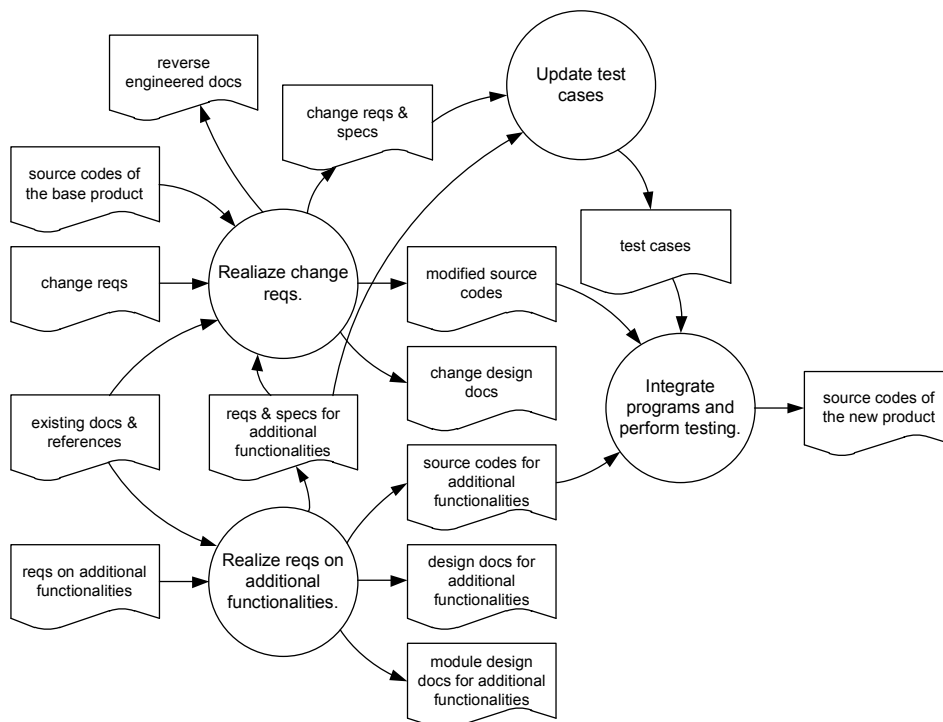 reverse
engineered docs
change reqs &
specs
Update test
cases
source codes of
the base product
change reqs
Realiaze change
reqs.
modified source
codes
test cases
existing docs &
references
reqs & specs for
additional
functionalities
change design
docs
Integrate
programs and
perform testing.
source codes of
the new product
source codes for
additional
functionalities
reqs on additional
functionalities
Realize reqs on
additional
functionalities.
design docs for
additional
functionalities
module design
docs for additional
functionalities